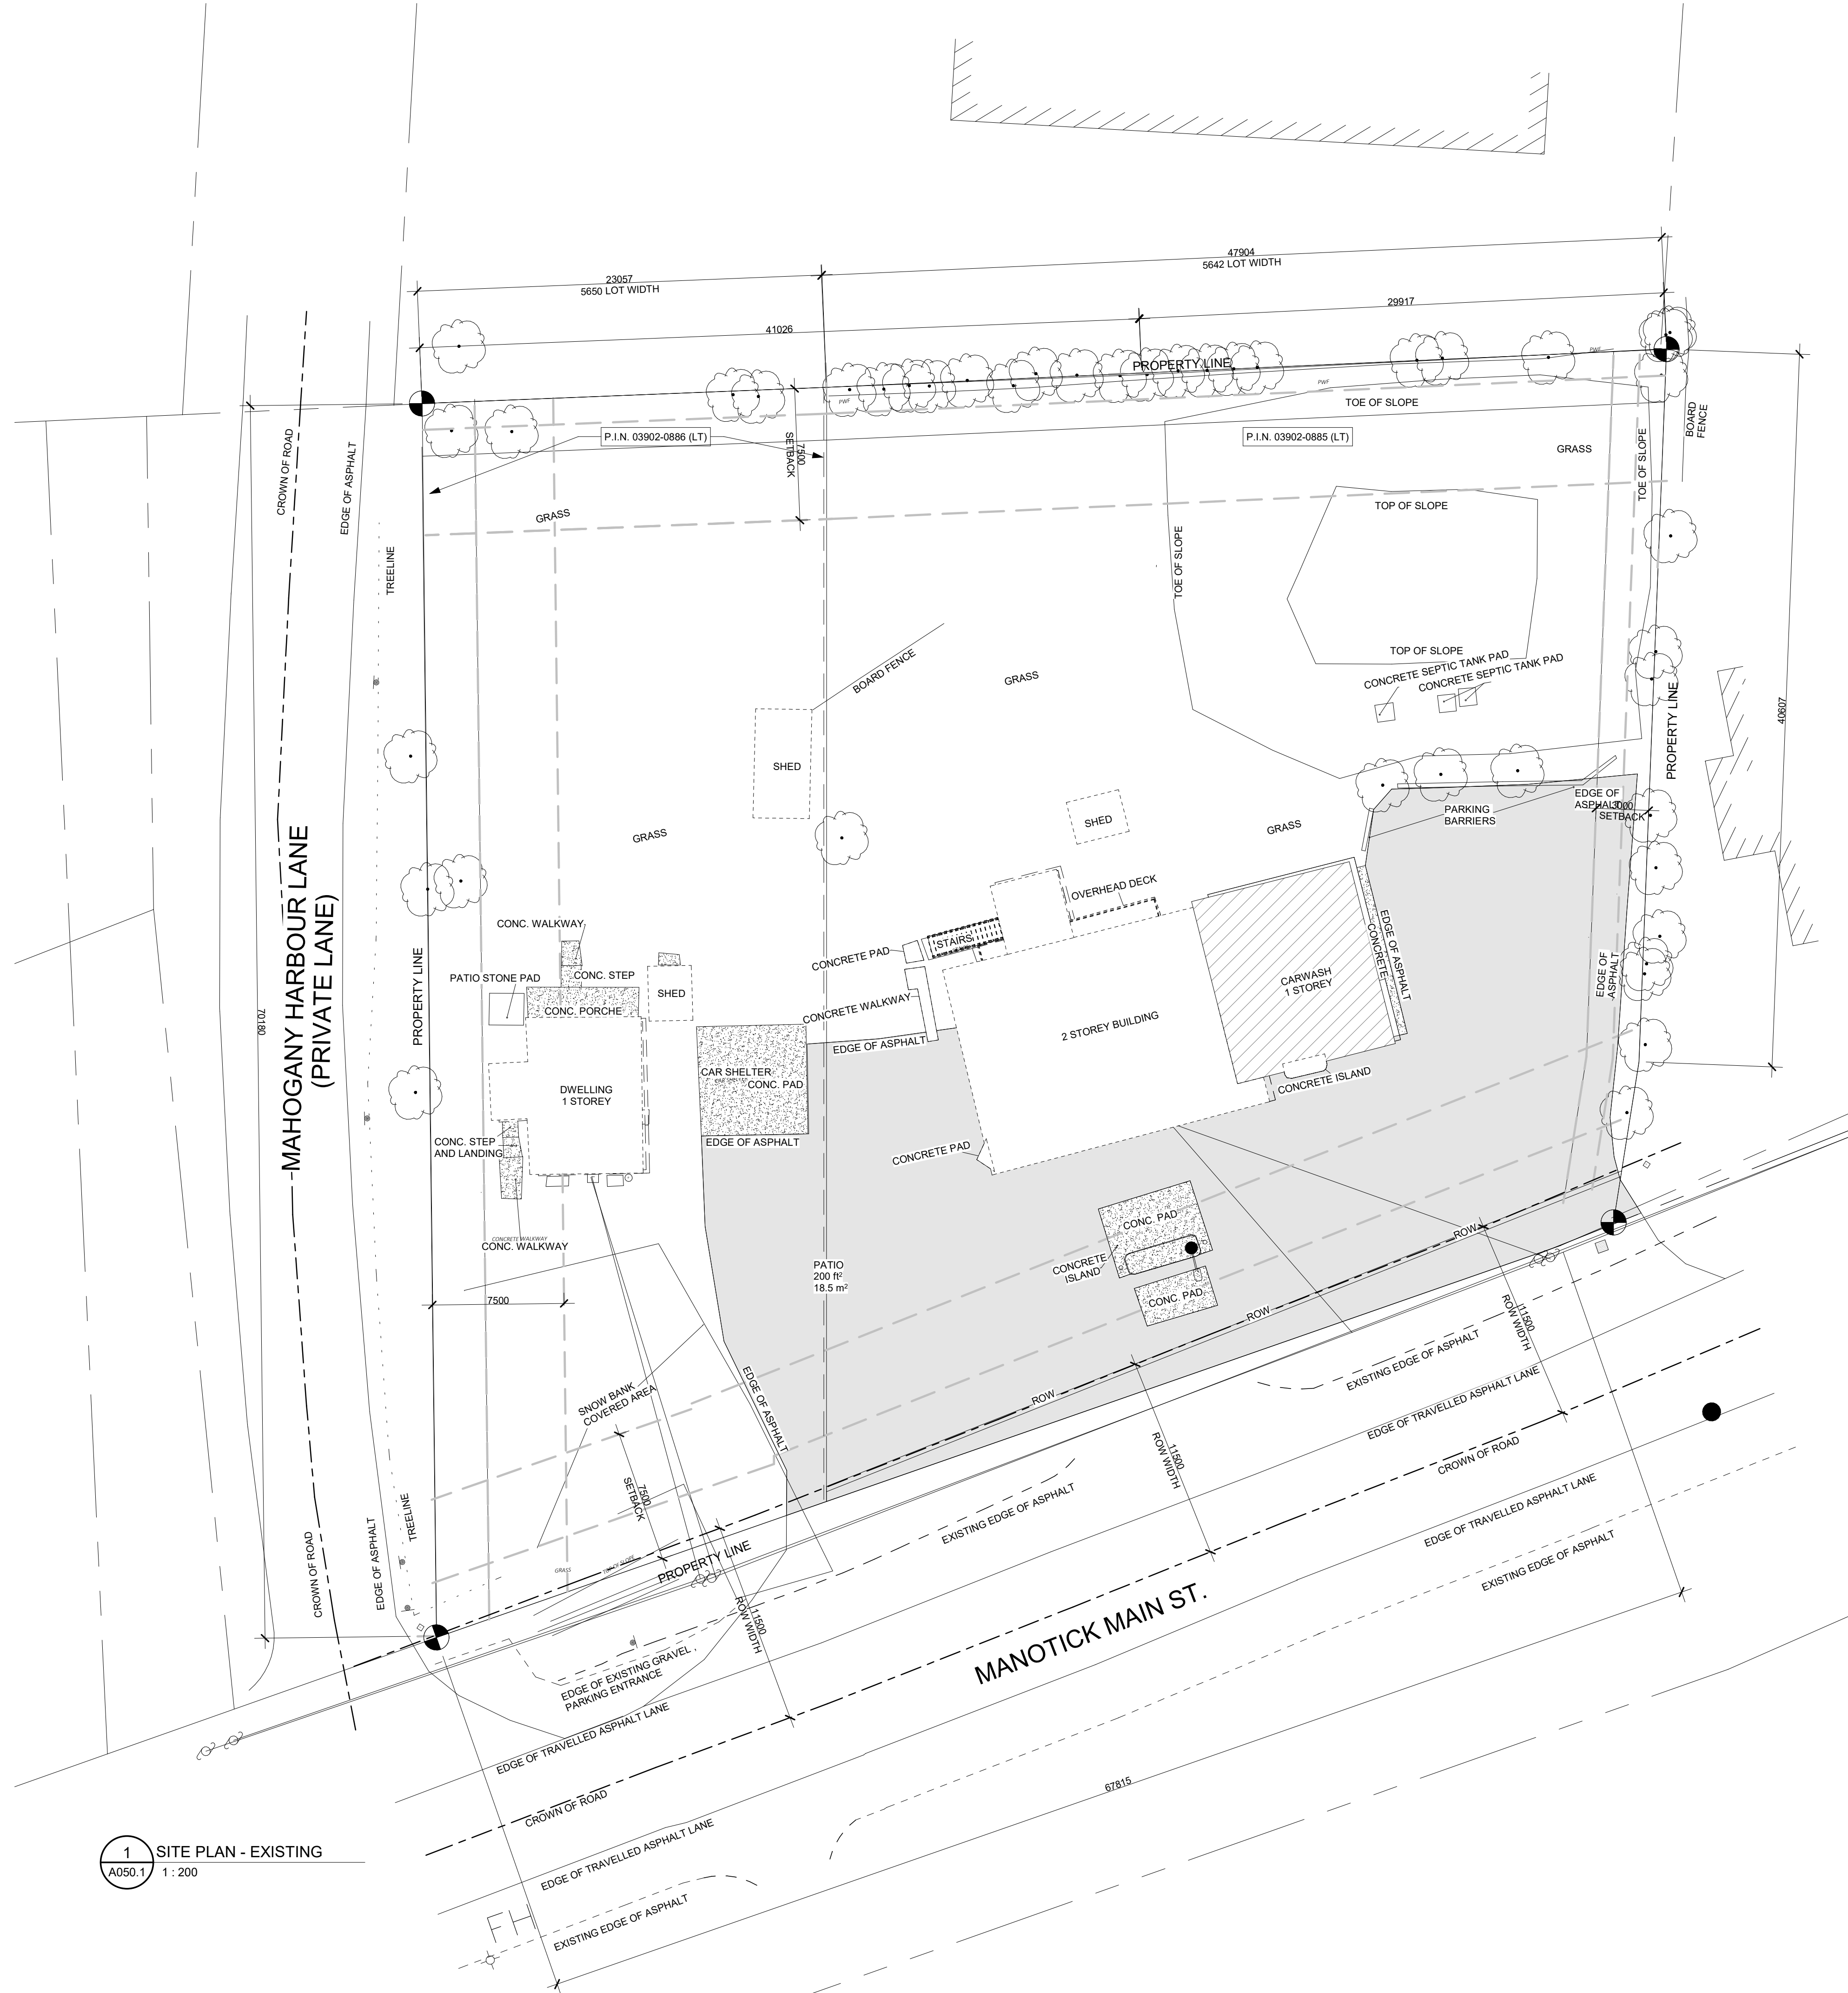 47904
5642 LOT WIDTH
23057
5650 LOT WIDTH
29917
41026
PROPERTY LINE
PWF
PWF
PWF
TOE OF SLOPE
BOARD
FENCE
P.I.N. 03902-0886 (LT)
P.I.N. 03902-0885 (LT)
7500
SETBACK
GRASS
TOE OF SLOPE
CROWN OF ROAD
EDGE OF ASPHALT
GRASS
TOP OF SLOPE
TREELINE
TOE OF SLOPE
TOP OF SLOPE
CONCRETE SEPTIC TANK PAD
CONCRETE SEPTIC TANK PAD
BOARD FENCE
GRASS
PROPERTY LINE
40607
SHED
SHED
GRASS
GRASS
PARKING
BARRIERS
EDGE OF
ASPHALT
3000
SETBACK
MAHOGANY HARBOUR LANE
(PRIVATE LANE)
OVERHEAD DECK
CONC. WALKWAY
STAIRS
CONCRETE PAD
EDGE OF ASPHALT
CONCRETE
PROPERTY LINE
PATIO STONE PAD
CONC. STEP
SHED
CONC. PORCHE
CONCRETE WALKWAY
CARWASH
1 STOREY
EDGE OF
ASPHALT
70180
2 STOREY BUILDING
EDGE OF ASPHALT
CAR SHELTER
CAR SHELTER
CONC. PAD
CONCRETE ISLAND
DWELLING
1 STOREY
EDGE OF ASPHALT
CONC. STEP
AND LANDING
CONCRETE PAD
CONC. PAD
CONCRETE WALKWAY
CONC. WALKWAY
CONCRETE
ISLAND
CONC. PAD
PATIO
200 ft²
18.5 m²
7500
ROW
ROW
ROW
11500
ROW WIDTH
EXISTING EDGE OF ASPHALT
EDGE OF ASPHALT
SNOW BANK
COVERED AREA
EDGE OF TRAVELLED ASPHALT LANE
CROWN OF ROAD
11500
ROW WIDTH
7500
SETBACK
EXISTING EDGE OF ASPHALT
EDGE OF TRAVELLED ASPHALT LANE
EXISTING EDGE OF ASPHALT
TREELINE
CROWN OF ROAD
EDGE OF ASPHALT
GRASS
TOP OF SLOPE
PROPERTY LINE
11500
ROW WIDTH
MANOTICK MAIN ST.
EDGE OF EXISTING GRAVEL
PARKING ENTRANCE
EDGE OF TRAVELLED ASPHALT LANE
67815
CROWN OF ROAD
EDGE OF TRAVELLED ASPHALT LANE
FH
EXISTING EDGE OF ASPHALT
1
A050.1
SITE PLAN - EXISTING
1 : 200